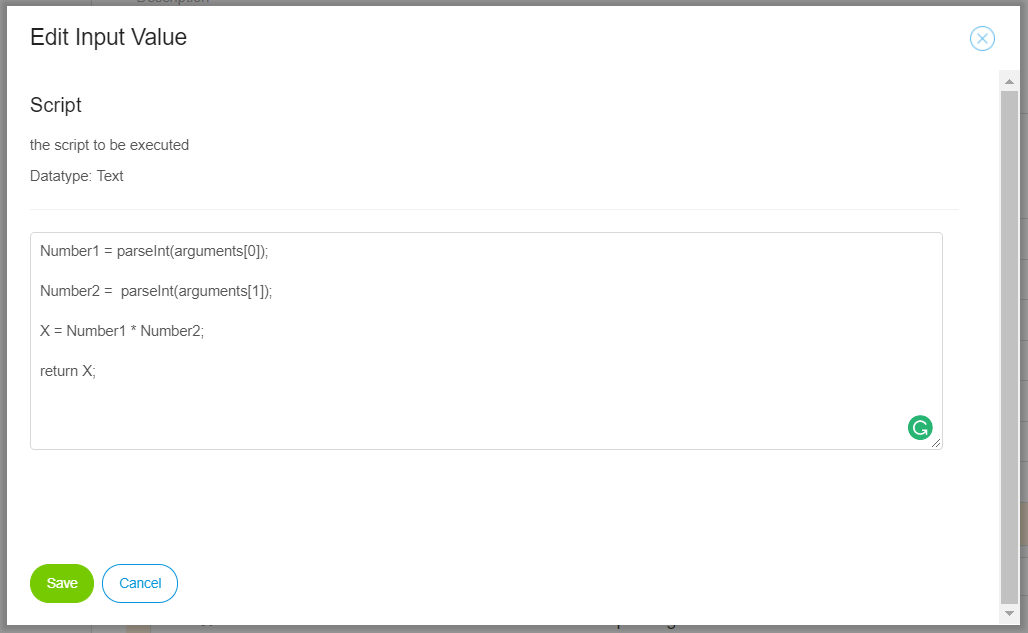 Edit Input Value
Script
the script to be executed
Datatype: Text
Number1 = parseInt(arguments[0]);
Number2 =  parseInt(arguments[1]);
X = Number1 * Number2;
return X;
Save Cancel